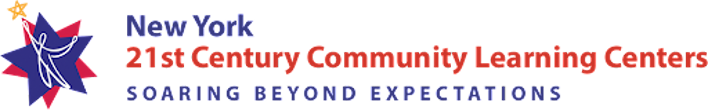 New York
21st Century Community Learning Centers
SOARING BEYOND EXPECTATIONS